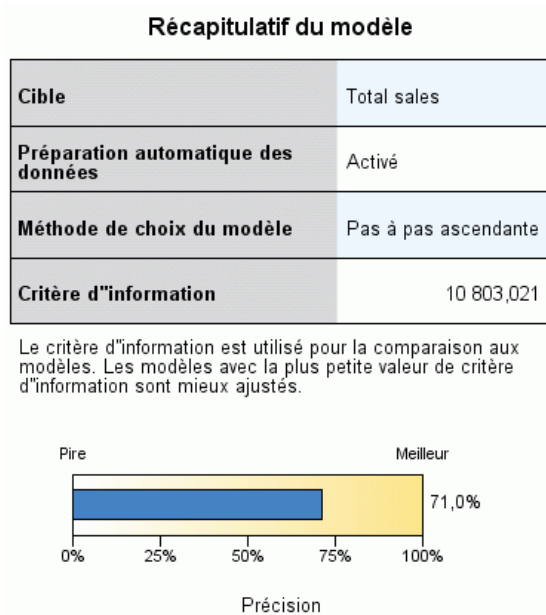 Récapitulatif du modèle
Cible
Total sales
Préparation automatique des
données
Activé
Méthode de choix du modèle
Pas à pas ascendante
Critère d"information
10 803,021
Le critère d"information est utilisé pour la comparaison aux
modèles. Les modèles avec la plus petite valeur de critère
d"information sont mieux ajustés.
Pire
Meilleur
71,0%
0%
25%
50%
75%
100%
Précision